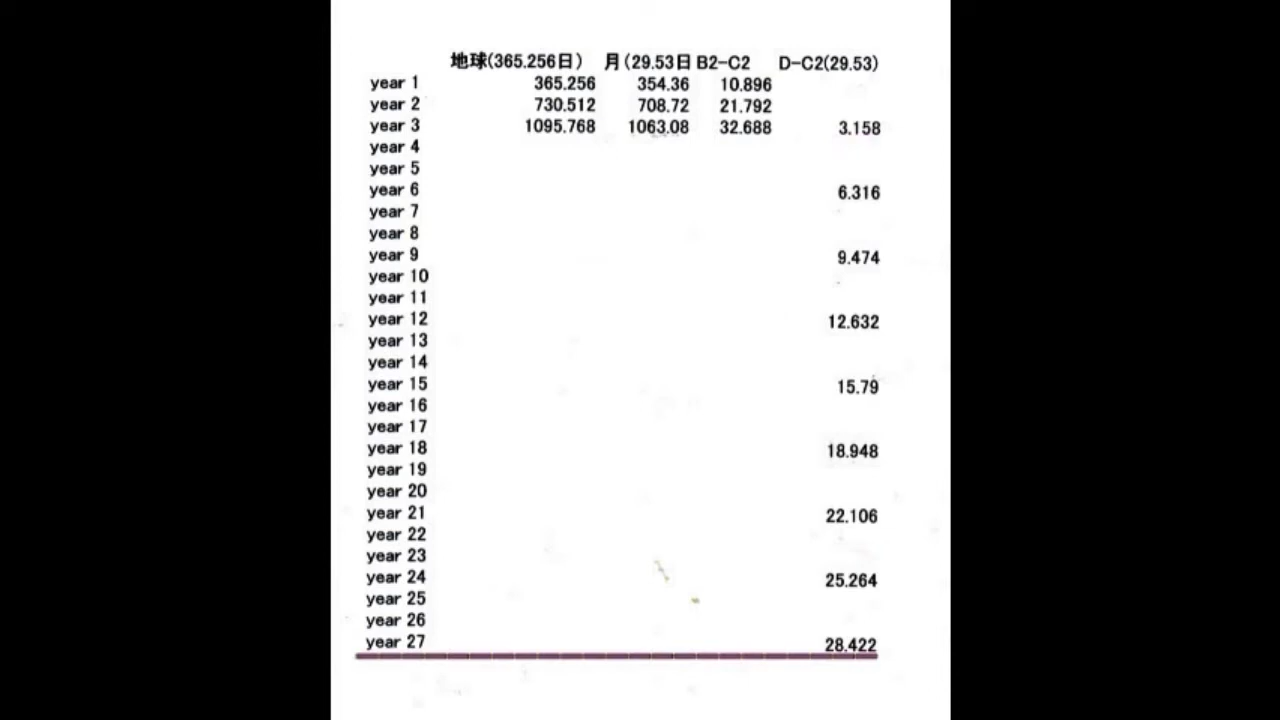 地球(365.256日) 月(29.53日 B2-C2 D-C2(29.53)
year 1 365.256 354.36 10.896
year 2 730.512 708.72 21.792
year 3 1095.768 1063.08 32.688 3.158
year 4
year 5
year 6 6.316
year 7
year 8
year 9 9.474
year 10
year 11
year 12 12.632
year 13
year 14
year 15 15.79
year 16
year 17
year 18 18.948
year 19
year 20
year 21 22.106
year 22
year 23
year 24 25.264
year 25
year 26
year 27 28.422